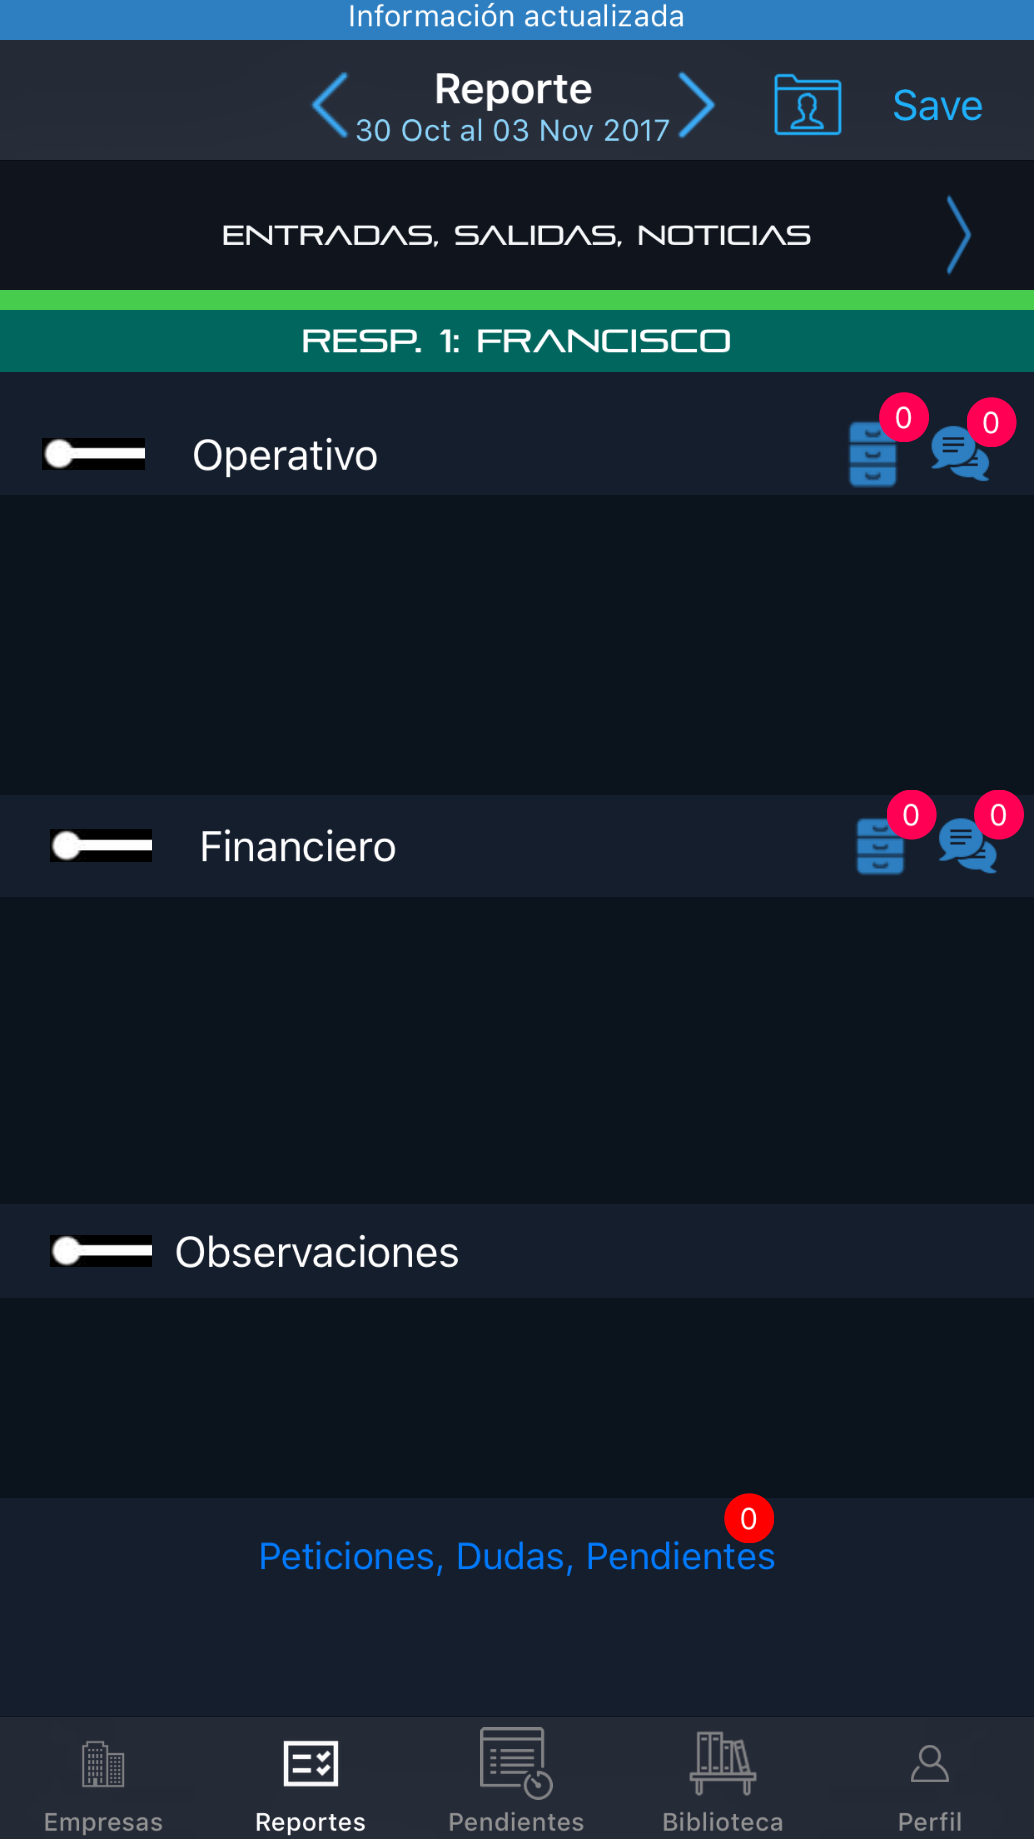 Información actualizada
Reporte
30 Oct al 03 Nov 2017
Save
ENTRADAS, SALIDAS, NOTICIAS
RESP. 1: FRANCISCO
Operativo
0
0
Financiero
0
0
Observaciones
0
Peticiones, Dudas, Pendientes
Empresas
Reportes
Pendientes
Biblioteca
Perfil